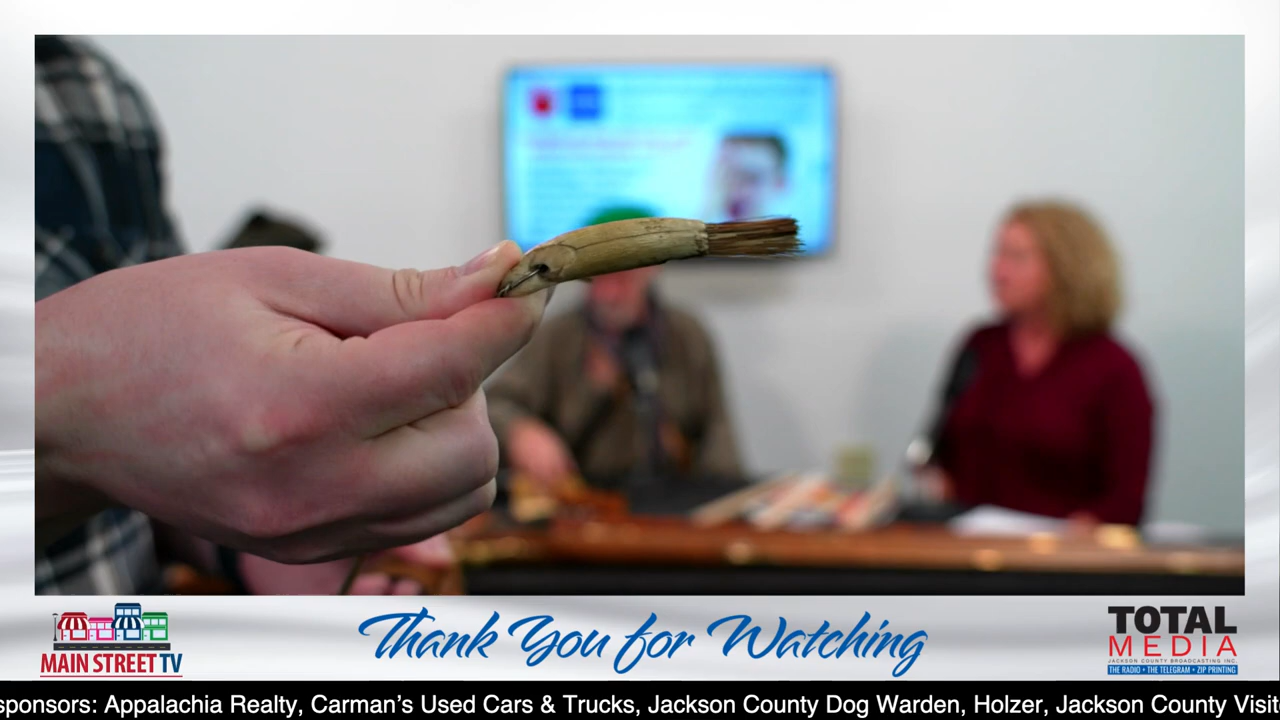 Thank You for Watching
MAIN STREET TV
TOTAL
MEDIA
JACKSON COUNTY BROADCASTING INC.
THE RADIO • THE TELEGRAM • ZIP PRINTING
sponsors: Appalachia Realty, Carman's Used Cars & Trucks, Jackson County Dog Warden, Holzer, Jackson County Visit